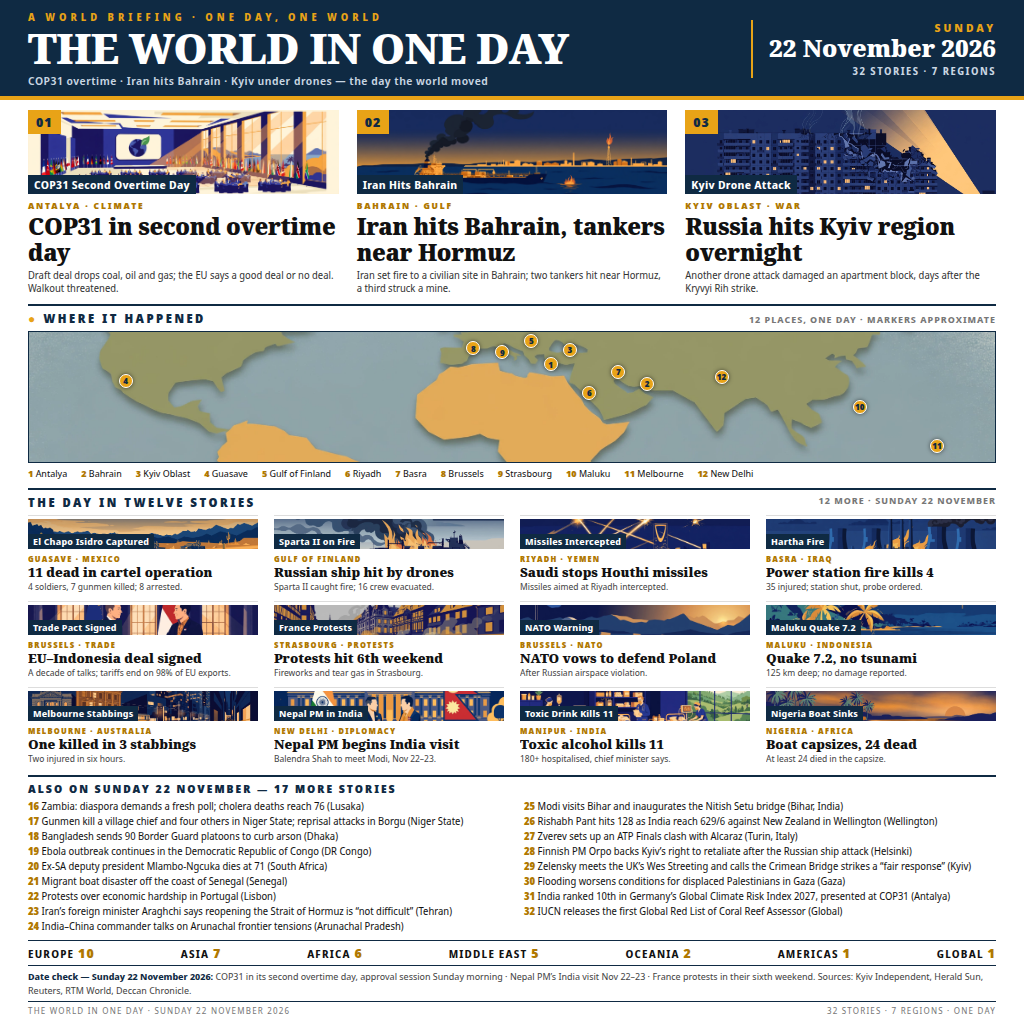 A WORLD BRIEFING · ONE DAY, ONE WORLD
THE WORLD IN ONE DAY
COP31 overtime · Iran hits Bahrain · Kyiv under drones — the day the world moved
SUNDAY
22 November 2026
32 STORIES · 7 REGIONS
01
COP31 Second Overtime Day
ANTALYA · CLIMATE
COP31 in second overtime
day
Draft deal drops coal, oil and gas; the EU says a good deal or no deal.
Walkout threatened.
02
Iran Hits Bahrain
BAHRAIN · GULF
Iran hits Bahrain, tankers
near Hormuz
Iran set fire to a civilian site in Bahrain; two tankers hit near Hormuz,
a third struck a mine.
03
Kyiv Drone Attack
KYIV OBLAST · WAR
Russia hits Kyiv region
overnight
Another drone attack damaged an apartment block, days after the
Kryvyi Rih strike.
WHERE IT HAPPENED
12 PLACES, ONE DAY · MARKERS APPROXIMATE
8
9
5
3
1
4
7
2
12
6
10
11
1 Antalya 2 Bahrain 3 Kyiv Oblast 4 Guasave 5 Gulf of Finland 6 Riyadh 7 Basra 8 Brussels 9 Strasbourg 10 Maluku 11 Melbourne 12 New Delhi
THE DAY IN TWELVE STORIES
12 MORE · SUNDAY 22 NOVEMBER
El Chapo Isidro Captured
GUASAVE · MEXICO
11 dead in cartel operation
4 soldiers, 7 gunmen killed; 8 arrested.
Sparta II on Fire
GULF OF FINLAND
Russian ship hit by drones
Sparta II caught fire; 16 crew evacuated.
Missiles Intercepted
RIYADH · YEMEN
Saudi stops Houthi missiles
Missiles aimed at Riyadh intercepted.
Hartha Fire
BASRA · IRAQ
Power station fire kills 4
35 injured; station shut, probe ordered.
Trade Pact Signed
BRUSSELS · TRADE
EU–Indonesia deal signed
A decade of talks; tariffs end on 98% of EU exports.
France Protests
STRASBOURG · PROTESTS
Protests hit 6th weekend
Fireworks and tear gas in Strasbourg.
NATO Warning
BRUSSELS · NATO
NATO vows to defend Poland
After Russian airspace violation.
Maluku Quake 7.2
MALUKU · INDONESIA
Quake 7.2, no tsunami
125 km deep; no damage reported.
Melbourne Stabbings
MELBOURNE · AUSTRALIA
One killed in 3 stabbings
Two injured in six hours.
Nepal PM in India
NEW DELHI · DIPLOMACY
Nepal PM begins India visit
Balendra Shah to meet Modi, Nov 22–23.
Toxic Drink Kills 11
MANIPUR · INDIA
Toxic alcohol kills 11
180+ hospitalised, chief minister says.
Nigeria Boat Sinks
NIGERIA · AFRICA
Boat capsizes, 24 dead
At least 24 died in the capsize.
ALSO ON SUNDAY 22 NOVEMBER — 17 MORE STORIES
16 Zambia: diaspora demands a fresh poll; cholera deaths reach 76 (Lusaka)
17 Gunmen kill a village chief and four others in Niger State; reprisal attacks in Borgu (Niger State)
18 Bangladesh sends 90 Border Guard platoons to curb arson (Dhaka)
19 Ebola outbreak continues in the Democratic Republic of Congo (DR Congo)
20 Ex-SA deputy president Mlambo-Ngcuka dies at 71 (South Africa)
21 Migrant boat disaster off the coast of Senegal (Senegal)
22 Protests over economic hardship in Portugal (Lisbon)
23 Iran's foreign minister Araghchi says reopening the Strait of Hormuz is “not difficult” (Tehran)
24 India–China commander talks on Arunachal frontier tensions (Arunachal Pradesh)
25 Modi visits Bihar and inaugurates the Nitish Setu bridge (Bihar, India)
26 Rishabh Pant hits 128 as India reach 629/6 against New Zealand in Wellington (Wellington)
27 Zverev sets up an ATP Finals clash with Alcaraz (Turin, Italy)
28 Finnish PM Orpo backs Kyiv's right to retaliate after the Russian ship attack (Helsinki)
29 Zelensky meets the UK's Wes Streeting and calls the Crimean Bridge strikes a “fair response” (Kyiv)
30 Flooding worsens conditions for displaced Palestinians in Gaza (Gaza)
31 India ranked 10th in Germany's Global Climate Risk Index 2027, presented at COP31 (Antalya)
32 IUCN releases the first Global Red List of Coral Reef Assessor (Global)
EUROPE 10 ASIA 7 AFRICA 6 MIDDLE EAST 5 OCEANIA 2 AMERICAS 1 GLOBAL 1
Date check — Sunday 22 November 2026: COP31 in its second overtime day, approval session Sunday morning · Nepal PM's India visit Nov 22–23 · France protests in their sixth weekend. Sources: Kyiv Independent, Herald Sun,
Reuters, RTM World, Deccan Chronicle.
THE WORLD IN ONE DAY · SUNDAY 22 NOVEMBER 2026
32 STORIES · 7 REGIONS · ONE DAY